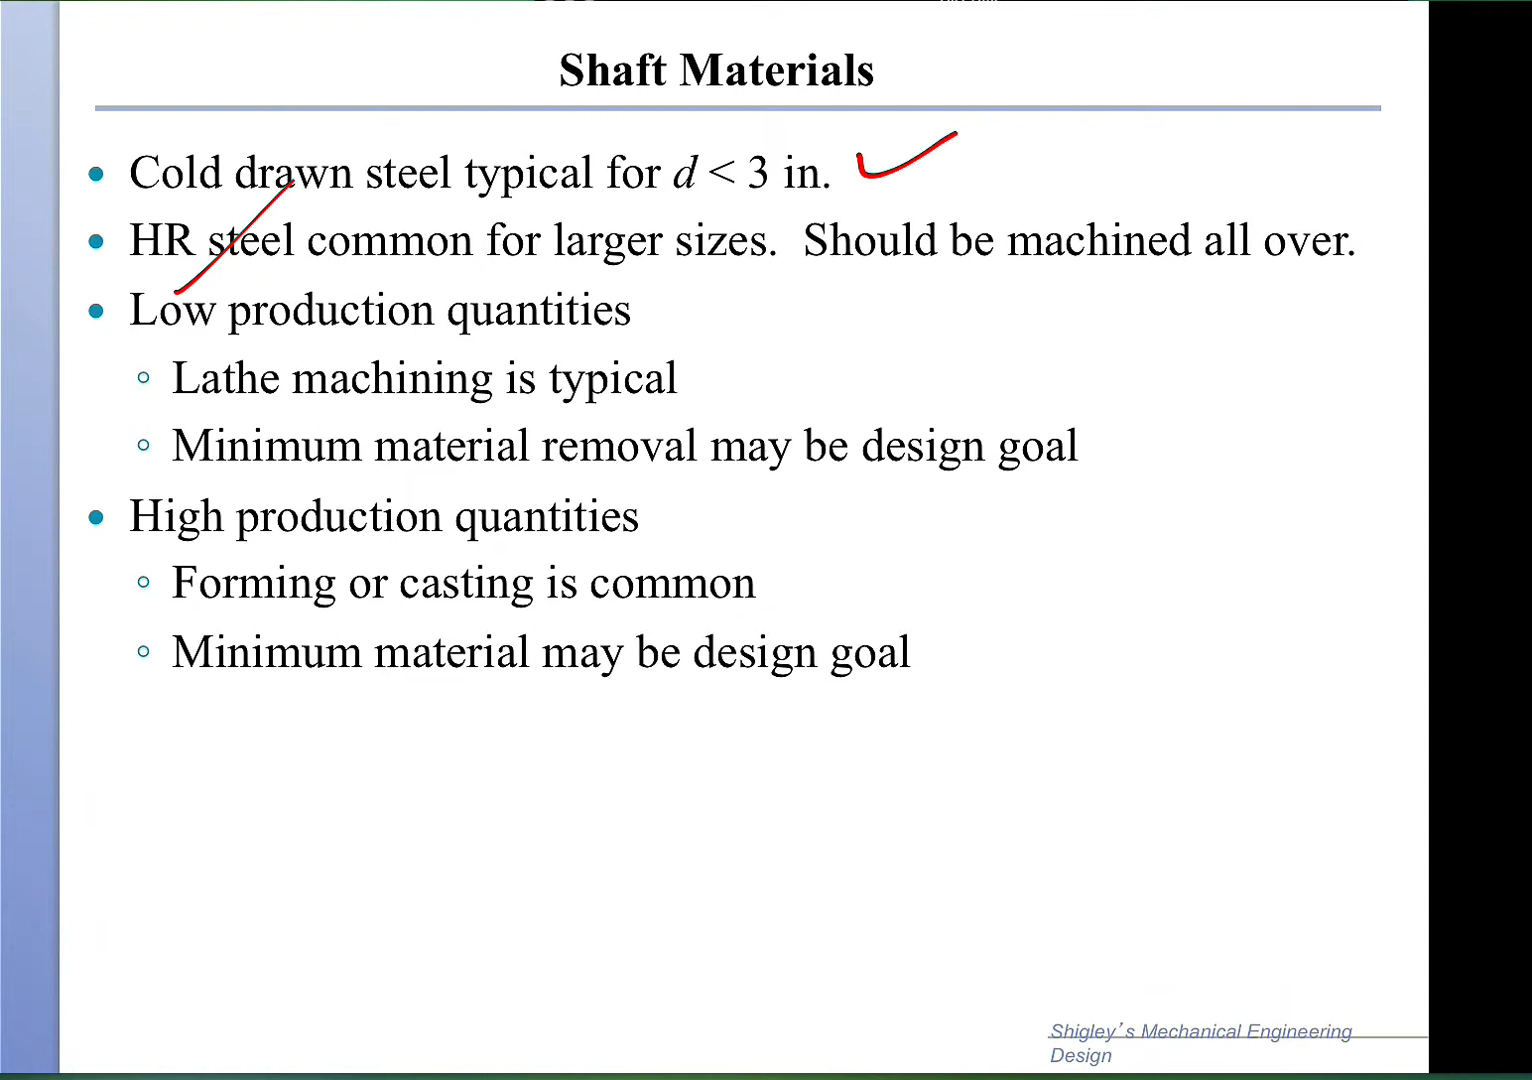 Shaft Materials
• Cold drawn steel typical for d < 3 in.
• HR steel common for larger sizes. Should be machined all over.
• Low production quantities
◦ Lathe machining is typical
◦ Minimum material removal may be design goal
• High production quantities
◦ Forming or casting is common
◦ Minimum material may be design goal
Shigley's Mechanical Engineering
Design